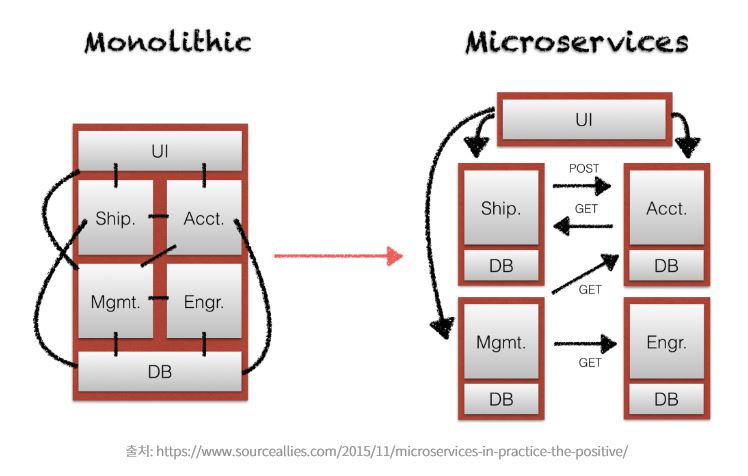 Monolithic
Microservices
UI
Ship.
Acct.
Mgmt.
Engr.
DB
UI
Ship.
DB
POST
GET
Acct.
DB
GET
Mgmt.
DB
GET
Engr.
DB
출처: https://www.sourceallies.com/2015/11/microservices-in-practice-the-positive/